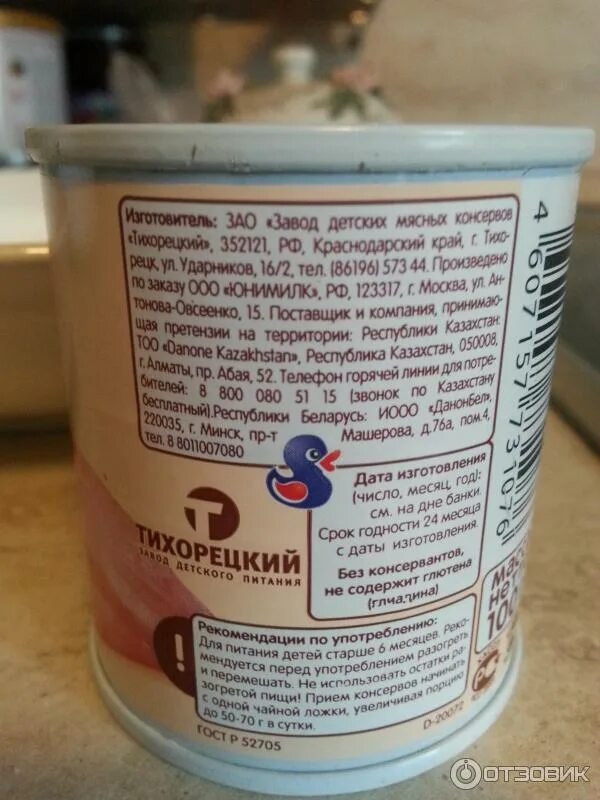 Изготовитель: ЗАО «Завод детских мясных консервов
«Тихорецкий», 352121, РФ, Краснодарский край, г. Тихо-
рецк, ул. Ударников, 16/2, тел. (86196) 573 44. Произведено
по заказу ООО «ЮНИМИЛК», РФ, 123317, г. Москва, ул. Ан-
тонова-Овсеенко, 15. Поставщик и компания, принимаю-
щая претензии на территории: Республики Казахстан:
ТОО «Danone Kazakhstan», Республика Казахстан, 050008,
г. Алматы, пр. Абая, 52. Телефон горячей линии для потре-
бителей: 8 800 080 51 15 (звонок по Казахстану
бесплатный).Республики Беларусь: ИООО «ДанонБел»,
220035, г. Минск, пр-т Машерова, д.76а, пом.4,
тел. 8 8011007080
Дата изготовления
(число, месяц, год):
см. на дне банки.
Срок годности 24 месяца
с даты изготовления.
Без консервантов,
не содержит глютена
(глиадина)
ТИХОРЕЦКИЙ
ЗАВОД ДЕТСКОГО ПИТАНИЯ
!
Рекомендации по употреблению:
Для питания детей старше 6 месяцев. Реко-
мендуется перед употреблением разогреть
и перемешать. Не использовать остатки ра-
зогретой пищи! Прием консервов начинать
с одной чайной ложки, увеличивая порцию
до 50-70 г в сутки.
D-20072
ГОСТ Р 52705
4 607157 731076
масса
не
100
ОТЗОВИК